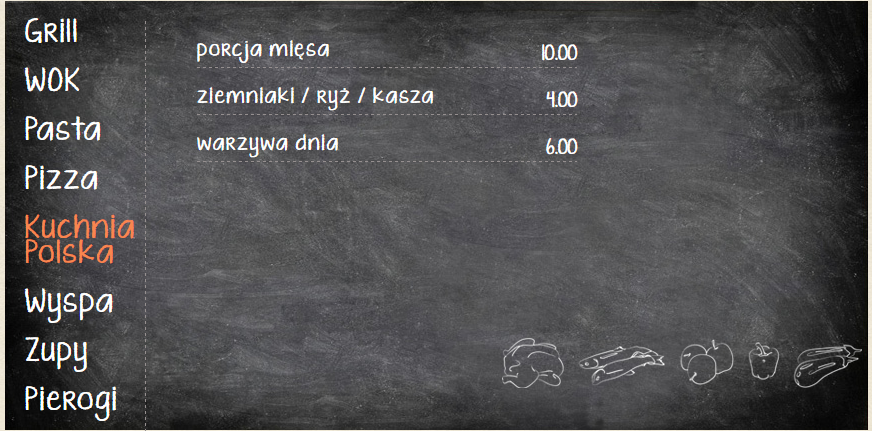 Grill
WOK
Pasta
Pizza
Kuchnia
Polska
Wyspa
Zupy
Pierogi
porcja mięsa 10.00
ziemniaki / ryż / kasza 4.00
warzywa dnia 6.00